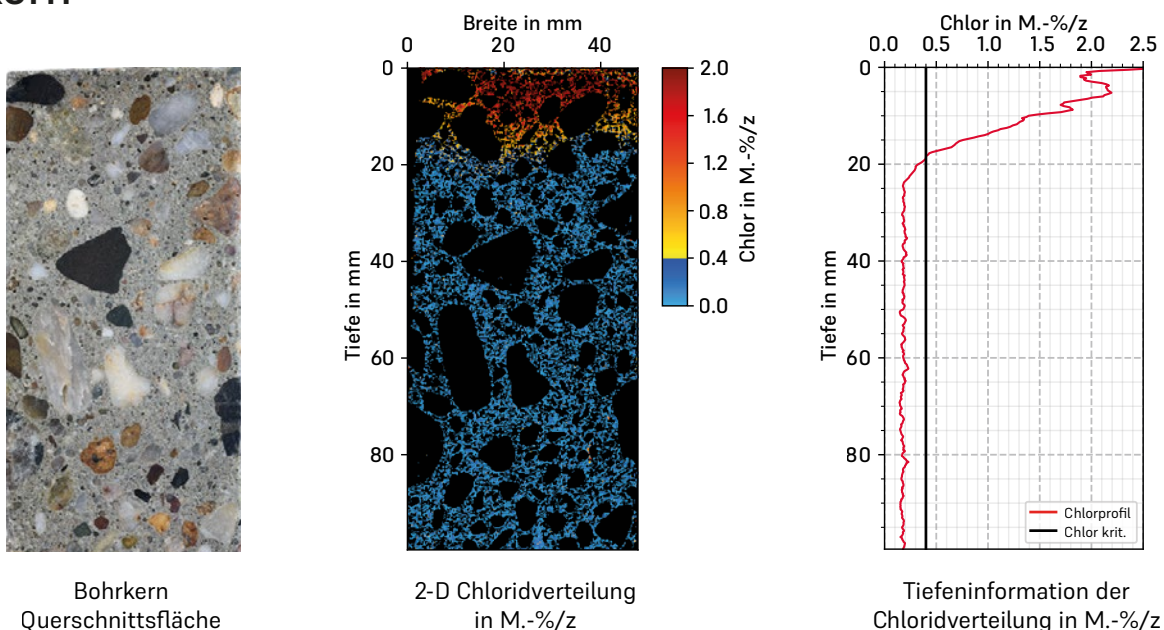 Breite in mm
0 20 40
0
20
40
60
80
Tiefe in mm
2.0
1.6
1.2
0.8
0.4
0.0
Chlor in M.-%/z
Chlor in M.-%/z
0.0 0.5 1.0 1.5 2.0 2.5
0
20
40
60
80
Tiefe in mm
Chlorprofil
Chlor krit.
Bohrkern
Querschnittsfläche
2-D Chloridverteilung
in M.-%/z
Tiefeninformation der
Chloridverteilung in M.-%/z